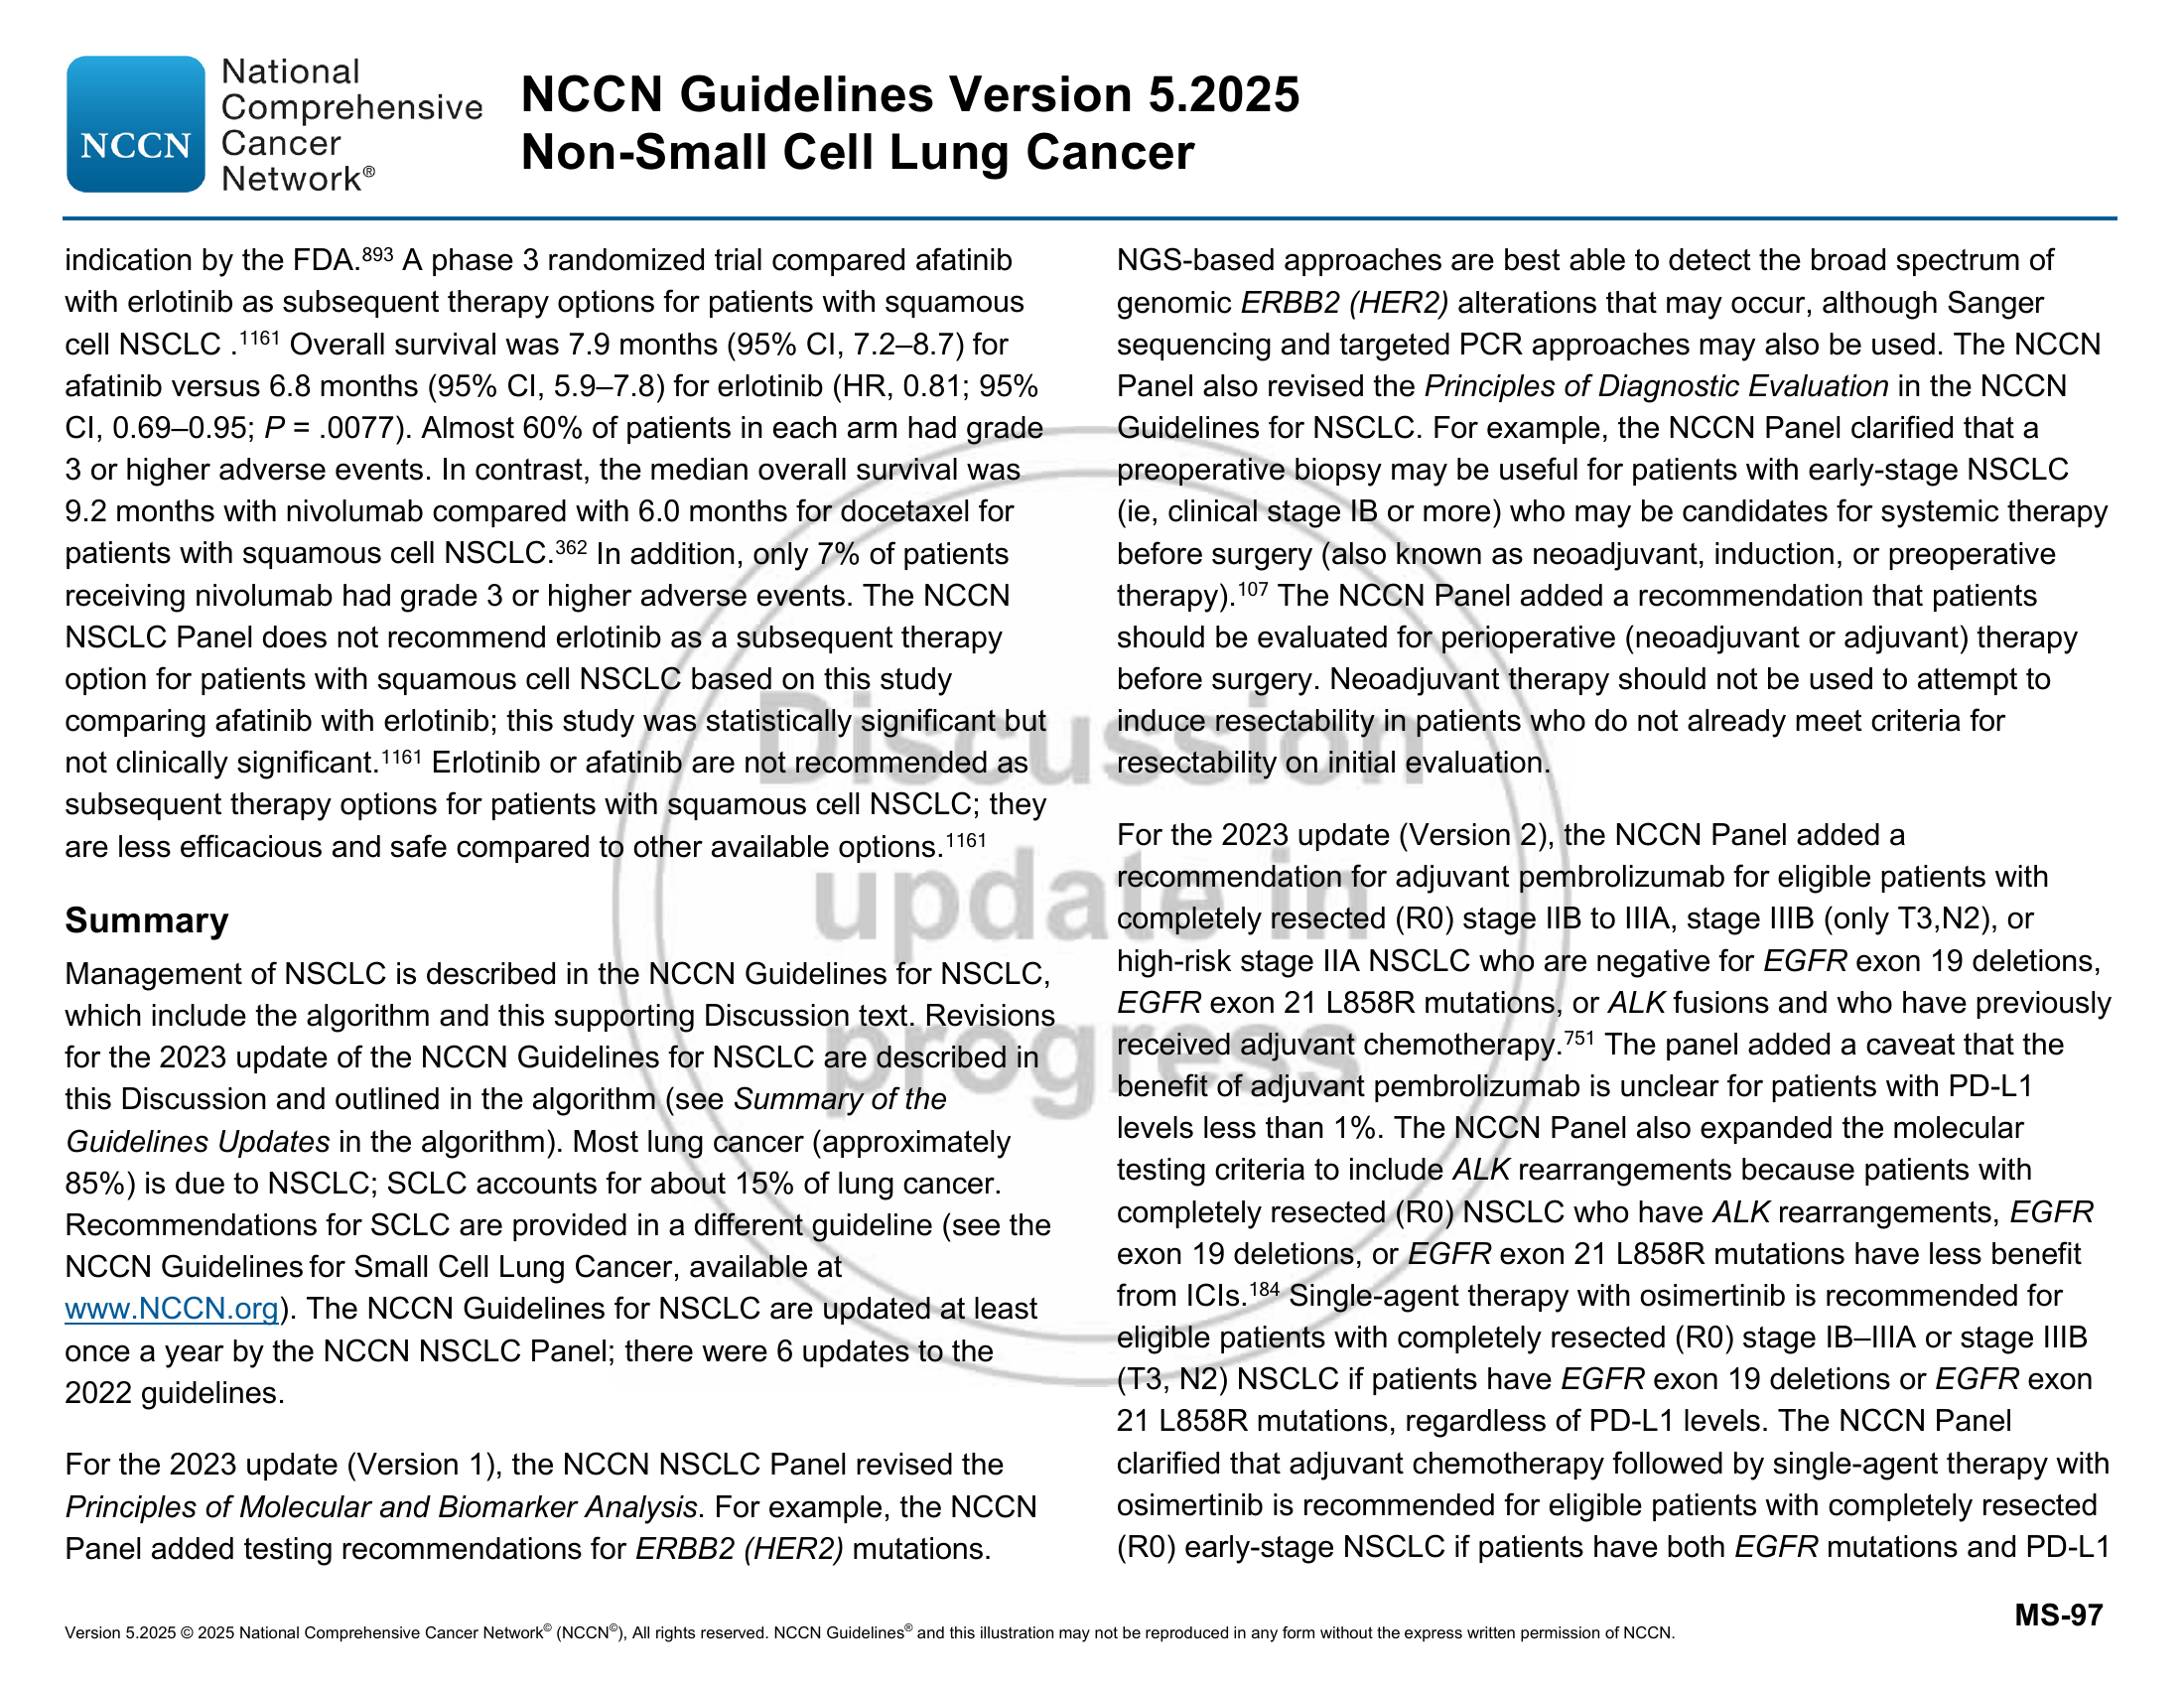 National
Comprehensive
NCCN Cancer
Network®
NCCN Guidelines Version 5.2025
Non-Small Cell Lung Cancer
indication by the FDA.893 A phase 3 randomized trial compared afatinib
with erlotinib as subsequent therapy options for patients with squamous
cell NSCLC .1161 Overall survival was 7.9 months (95% CI, 7.2–8.7) for
afatinib versus 6.8 months (95% CI, 5.9–7.8) for erlotinib (HR, 0.81; 95%
CI, 0.69–0.95; P = .0077). Almost 60% of patients in each arm had grade
3 or higher adverse events. In contrast, the median overall survival was
9.2 months with nivolumab compared with 6.0 months for docetaxel for
patients with squamous cell NSCLC.362 In addition, only 7% of patients
receiving nivolumab had grade 3 or higher adverse events. The NCCN
NSCLC Panel does not recommend erlotinib as a subsequent therapy
option for patients with squamous cell NSCLC based on this study
comparing afatinib with erlotinib; this study was statistically significant but
not clinically significant.1161 Erlotinib or afatinib are not recommended as
subsequent therapy options for patients with squamous cell NSCLC; they
are less efficacious and safe compared to other available options.1161
Summary
Management of NSCLC is described in the NCCN Guidelines for NSCLC,
which include the algorithm and this supporting Discussion text. Revisions
for the 2023 update of the NCCN Guidelines for NSCLC are described in
this Discussion and outlined in the algorithm (see Summary of the
Guidelines Updates in the algorithm). Most lung cancer (approximately
85%) is due to NSCLC; SCLC accounts for about 15% of lung cancer.
Recommendations for SCLC are provided in a different guideline (see the
NCCN Guidelines for Small Cell Lung Cancer, available at
www.NCCN.org). The NCCN Guidelines for NSCLC are updated at least
once a year by the NCCN NSCLC Panel; there were 6 updates to the
2022 guidelines.
For the 2023 update (Version 1), the NCCN NSCLC Panel revised the
Principles of Molecular and Biomarker Analysis. For example, the NCCN
Panel added testing recommendations for ERBB2 (HER2) mutations.
NGS-based approaches are best able to detect the broad spectrum of
genomic ERBB2 (HER2) alterations that may occur, although Sanger
sequencing and targeted PCR approaches may also be used. The NCCN
Panel also revised the Principles of Diagnostic Evaluation in the NCCN
Guidelines for NSCLC. For example, the NCCN Panel clarified that a
preoperative biopsy may be useful for patients with early-stage NSCLC
(ie, clinical stage IB or more) who may be candidates for systemic therapy
before surgery (also known as neoadjuvant, induction, or preoperative
therapy).107 The NCCN Panel added a recommendation that patients
should be evaluated for perioperative (neoadjuvant or adjuvant) therapy
before surgery. Neoadjuvant therapy should not be used to attempt to
induce resectability in patients who do not already meet criteria for
resectability on initial evaluation.
For the 2023 update (Version 2), the NCCN Panel added a
recommendation for adjuvant pembrolizumab for eligible patients with
completely resected (R0) stage IIB to IIIA, stage IIIB (only T3,N2), or
high-risk stage IIA NSCLC who are negative for EGFR exon 19 deletions,
EGFR exon 21 L858R mutations, or ALK fusions and who have previously
received adjuvant chemotherapy.751 The panel added a caveat that the
benefit of adjuvant pembrolizumab is unclear for patients with PD-L1
levels less than 1%. The NCCN Panel also expanded the molecular
testing criteria to include ALK rearrangements because patients with
completely resected (R0) NSCLC who have ALK rearrangements, EGFR
exon 19 deletions, or EGFR exon 21 L858R mutations have less benefit
from ICIs.184 Single-agent therapy with osimertinib is recommended for
eligible patients with completely resected (R0) stage IB–IIIA or stage IIIB
(T3, N2) NSCLC if patients have EGFR exon 19 deletions or EGFR exon
21 L858R mutations, regardless of PD-L1 levels. The NCCN Panel
clarified that adjuvant chemotherapy followed by single-agent therapy with
osimertinib is recommended for eligible patients with completely resected
(R0) early-stage NSCLC if patients have both EGFR mutations and PD-L1
Discussion
update in
progress
MS-97
Version 5.2025 © 2025 National Comprehensive Cancer Network© (NCCN©), All rights reserved. NCCN Guidelines® and this illustration may not be reproduced in any form without the express written permission of NCCN.